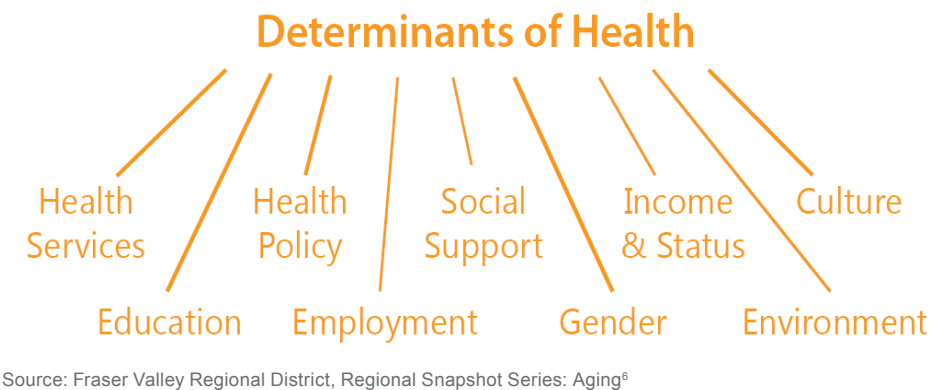 Determinants of Health
Health
Services
Health
Policy
Social
Support
Income
& Status
Culture
Education
Employment
Gender
Environment
Source: Fraser Valley Regional District, Regional Snapshot Series: Aging⁶